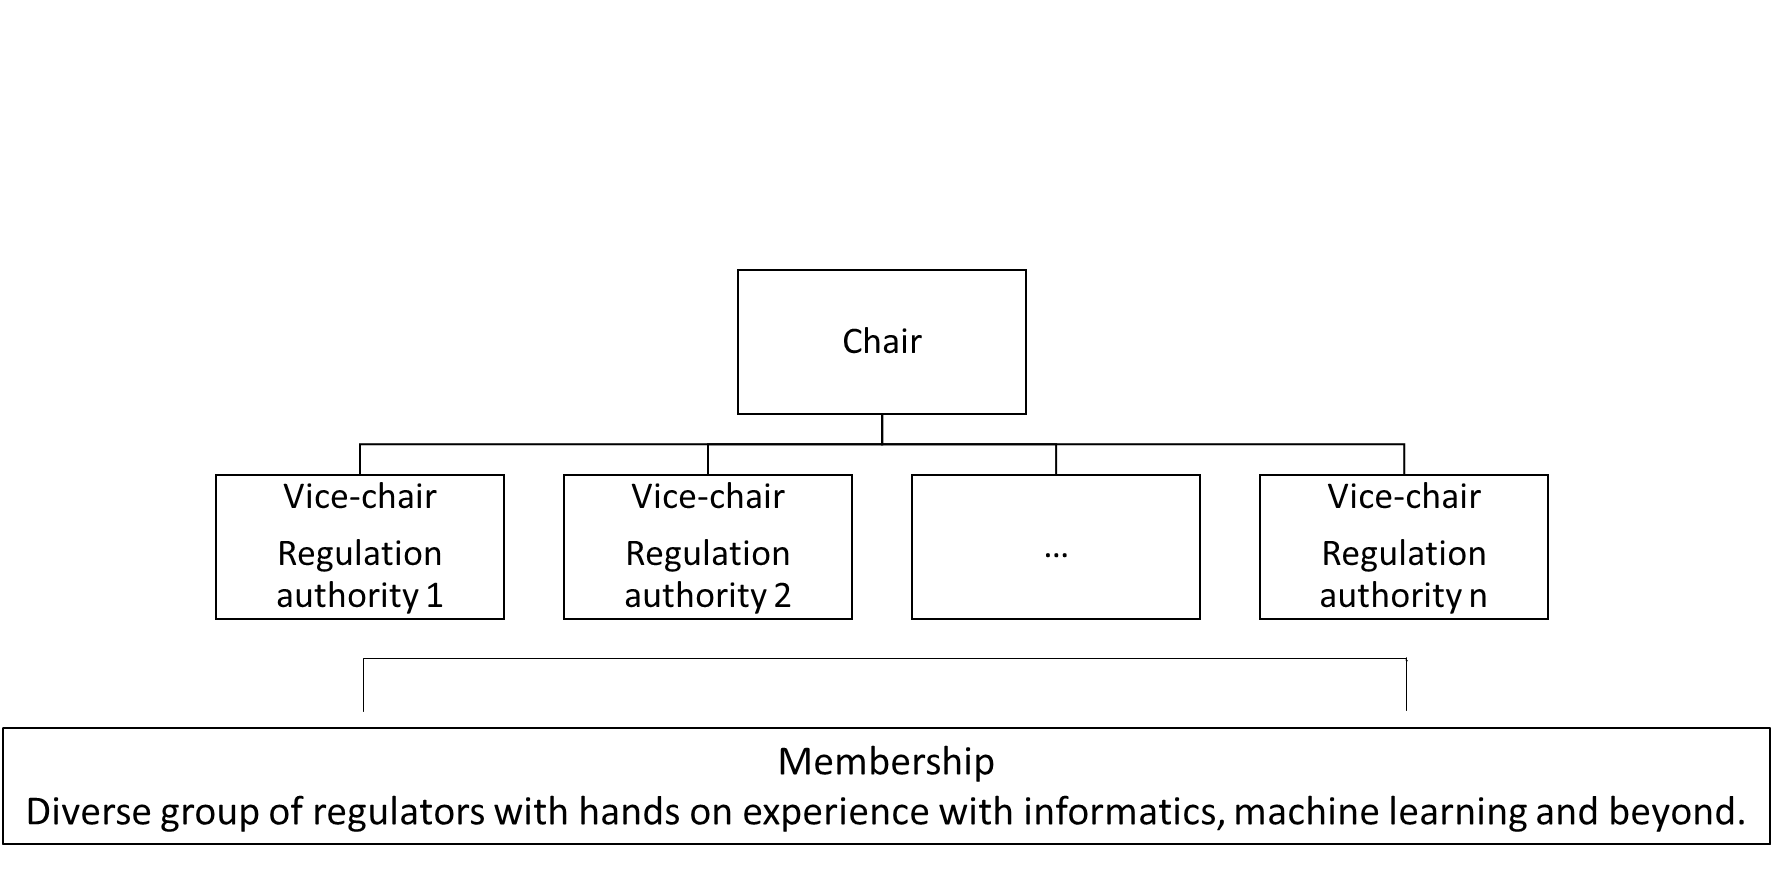 Chair
Vice-chair
Regulation
authority 1
Vice-chair
Regulation
authority 2
...
Vice-chair
Regulation
authority n
Membership
Diverse group of regulators with hands on experience with informatics, machine learning and beyond.